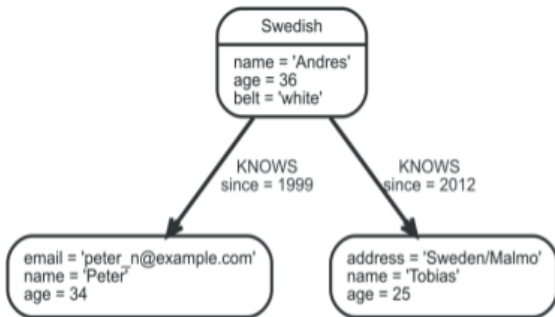 Swedish
name = 'Andres'
age = 36
belt = 'white'
KNOWS
since = 1999
KNOWS
since = 2012
email = 'peter_n@example.com'
name = 'Peter'
age = 34
address = 'Sweden/Malmo'
name = 'Tobias'
age = 25